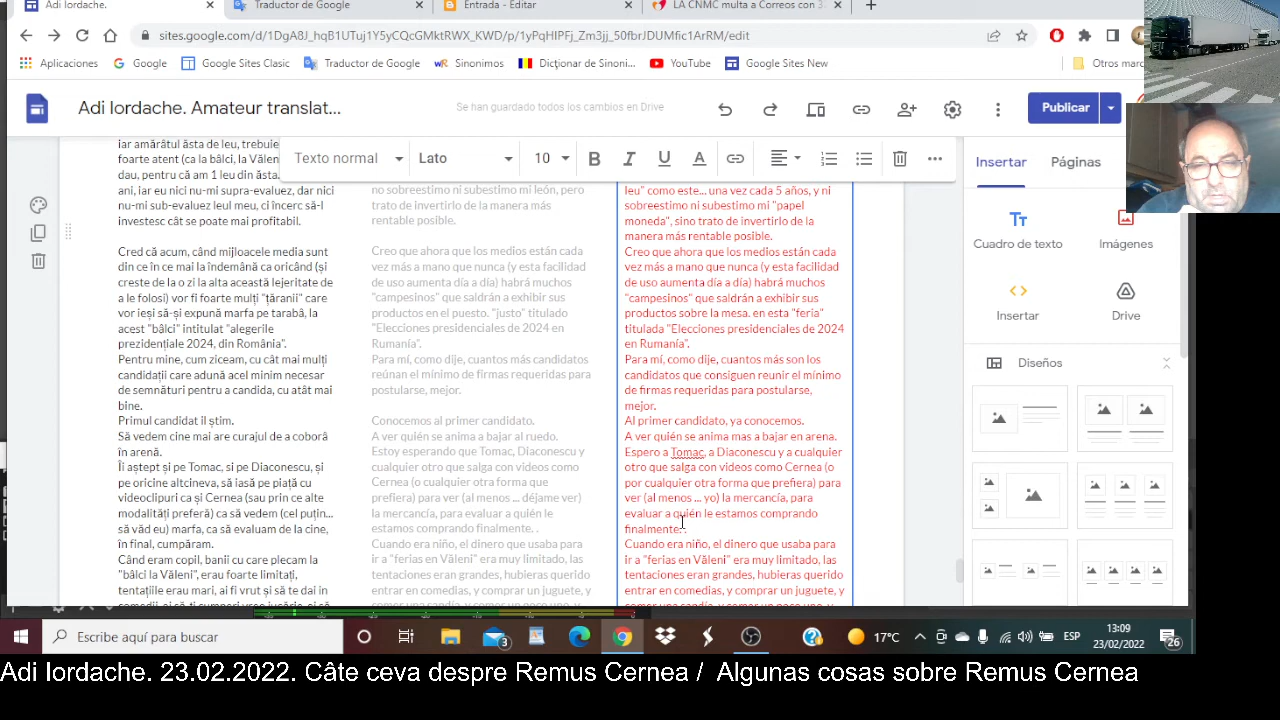 Adi Iordache.
Traductor de Google
Entrada - Editar
LA CNMC multa a Correos con 3
sites.google.com/d/1DgA8J_hqB1UTuj1Y5yCQcGMktRWX_KWD/p/1yPqHIPFj_Zm3jj_50fbrJDUMfic1ArRM/edit
Aplicaciones
Google
Google Sites Clasic
Traductor de Google
Sinonimos
Dicționar de Sinoni...
YouTube
Google Sites New
Otros marc
Adi Iordache. Amateur translat...
Se han guardado todos los cambios en Drive
Publicar
Texto normal
Lato
10
Insertar
Páginas
iar amărâtul ăsta de leu, trebuie
foarte atent (ca la bâlci, la Vălen
dau, pentru că am 1 leu din ăsta
ani, iar eu nici nu-mi supra-evaluez, dar nici
nu-mi sub-evaluez leul meu, ci încerc să-l
investesc cât se poate mai profitabil.
Cred că acum, când mijloacele media sunt
din ce în ce mai la îndemână ca oricând (și
creste de la o zi la alta această lejeritate de
a le folosi) vor fi foarte mulți "țăranii" care
vor ieși să-și expună marfa pe tarabă, la
acest "bâlci" intitulat “alegerile
prezidențiale 2024, din România”.
Pentru mine, cum ziceam, cu cât mai mulți
candidații care adună acel minim necesar
de semnături pentru a candida, cu atât mai
bine.
Primul candidat îl știm.
Să vedem cine mai are curajul de a coborâ
în arenă.
Îi aștept și pe Tomac, si pe Diaconescu, și
pe oricine altcineva, să iasă pe piață cu
videoclipuri ca și Cernea (sau prin ce alte
modalități preferă) ca să vedem (cel puțin...
să văd eu) marfa, ca să evaluam de la cine,
în final, cumpăram.
Când eram copil, banii cu care plecam la
"bâlci la Văleni", erau foarte limitați,
tentațiile erau mari, ai fi vrut și să te dai in
no sobreestimo ni subestimo mi león, pero
trato de invertirlo de la manera más
rentable posible.
Creo que ahora que los medios están cada
vez más a mano que nunca (y esta facilidad
de uso aumenta día a día) habrá muchos
"campesinos" que saldrán a exhibir sus
productos en el puesto. "justo" titulado
"Elecciones presidenciales de 2024 en
Rumanía”.
Para mí, como dije, cuantos más candidatos
reúnan el mínimo de firmas requeridas para
postularse, mejor.
Conocemos al primer candidato.
A ver quién se anima a bajar al ruedo.
Estoy esperando que Tomac, Diaconescu y
cualquier otro que salga con videos como
Cernea (o cualquier otra forma que
prefiera) para ver (al menos ... déjame ver)
la mercancía, para evaluar a quién le
estamos comprando finalmente. .
Cuando era niño, el dinero que usaba para
ir a "ferias en Văleni" era muy limitado, las
tentaciones eran grandes, hubieras querido
entrar en comedias, y comprar un juguete, y
leu" como este... una vez cada 5 años, y ni
sobreestimo ni subestimo mi "papel
moneda”, sino trato de invertirlo de la
manera más rentable posible.
Creo que ahora que los medios están cada
vez más a mano que nunca (y esta facilidad
de uso aumenta día a día) habrá muchos
"campesinos" que saldrán a exhibir sus
productos sobre la mesa. en esta "feria"
titulada "Elecciones presidenciales de 2024
en Rumanía”.
Para mí, como dije, cuantos más son los
candidatos que consiguen reunir el mínimo
de firmas requeridas para postularse,
mejor.
Al primer candidato, ya conocemos.
A ver quién se anima mas a bajar en arena.
Espero a Tomac, a Diaconescu y a cualquier
otro que salga con videos como Cernea (o
por cualquier otra forma que prefiera) para
ver (al menos ... yo) la mercancía, para
evaluar a quién le estamos comprando
finalmente. .
Cuando era niño, el dinero que usaba para
ir a "ferias en Văleni" era muy limitado, las
tentaciones eran grandes, hubieras querido
entrar en comedias, y comprar un juguete, y
Cuadro de texto
Imágenes
Insertar
Drive
Diseños
Escribe aquí para buscar
3
17°C
ESP
13:09
23/02/2022
26
Adi Iordache. 23.02.2022. Câte ceva despre Remus Cernea / Algunas cosas sobre Remus Cernea